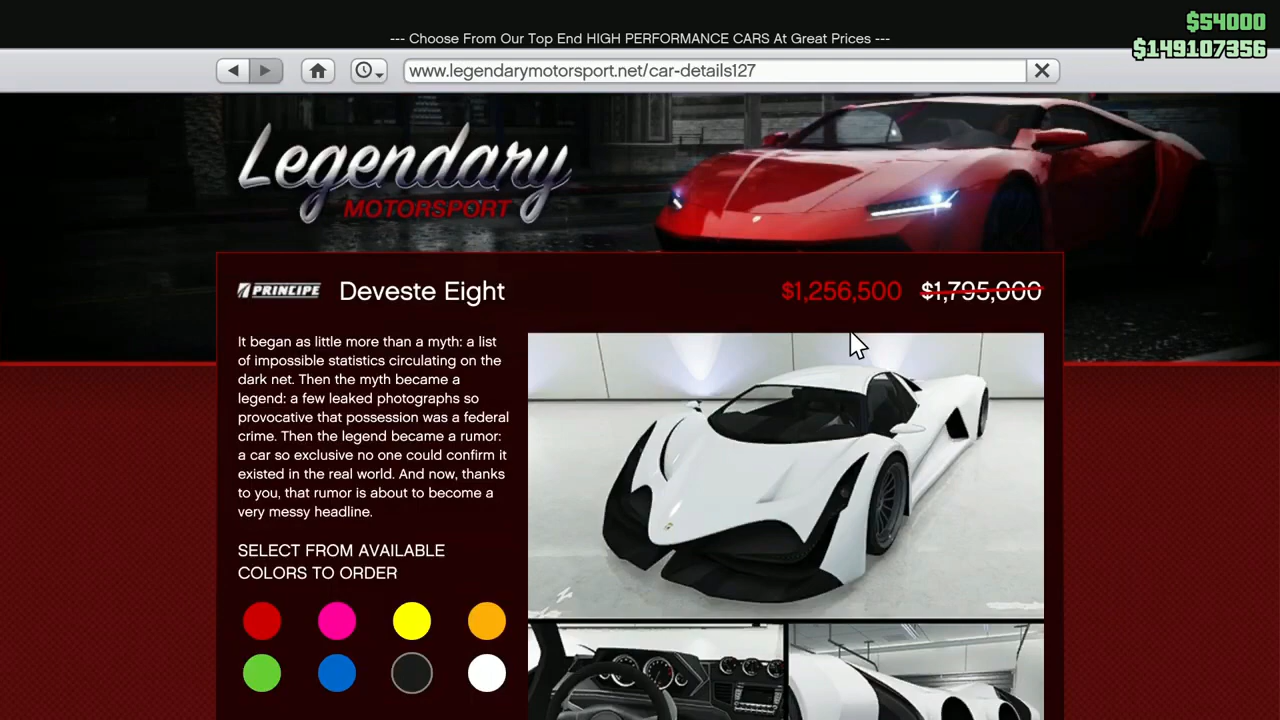 --- Choose From Our Top End HIGH PERFORMANCE CARS At Great Prices ---
$54000
$149107356
www.legendarymotorsport.net/car-details127
Legendary
MOTORSPORT
PRINCIPE
Deveste Eight
$1,256,500 $1,795,000
It began as little more than a myth: a list
of impossible statistics circulating on the
dark net. Then the myth became a
legend: a few leaked photographs so
provocative that possession was a federal
crime. Then the legend became a rumor:
a car so exclusive no one could confirm it
existed in the real world. And now, thanks
to you, that rumor is about to become a
very messy headline.
SELECT FROM AVAILABLE
COLORS TO ORDER